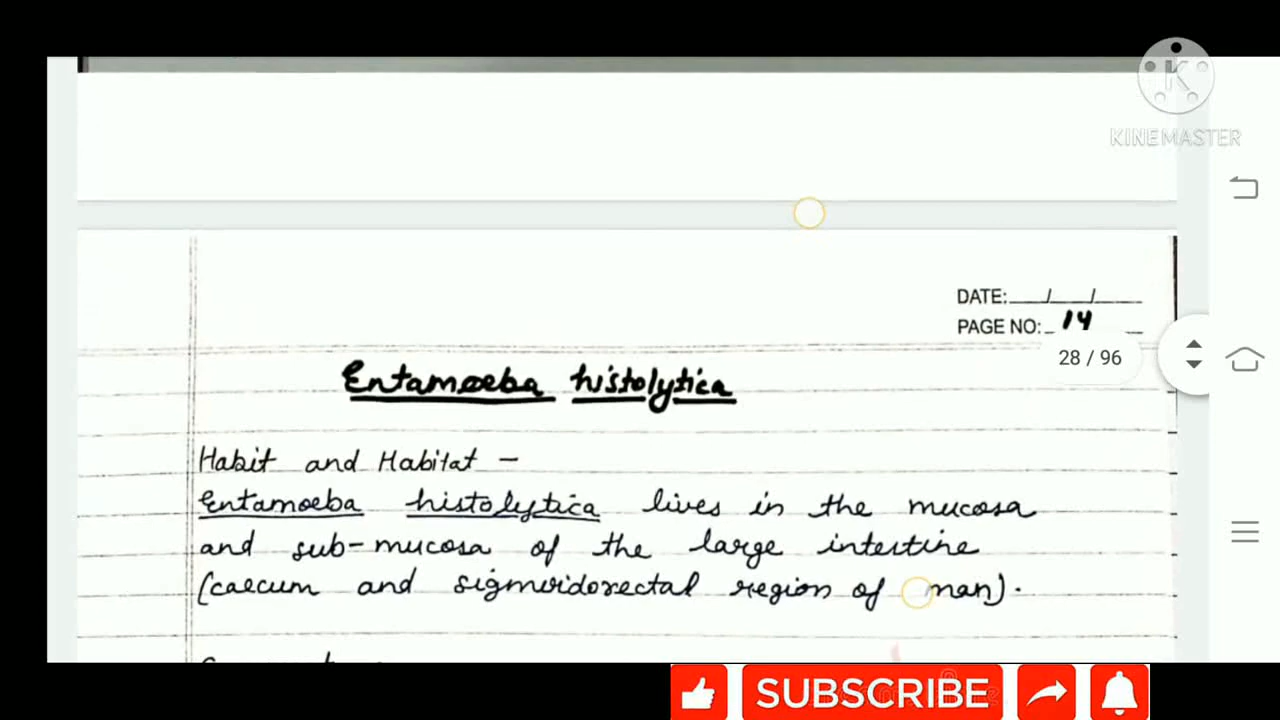 KINEMASTER
DATE: / /
PAGE NO: 14
28 / 96
Entamoeba histolytica
Habit and Habitat -
Entamoeba histolytica lives in the mucosa
and sub-mucosa of the large intestine
(caecum and sigmoidorectal region of man).
SUBSCRIBE